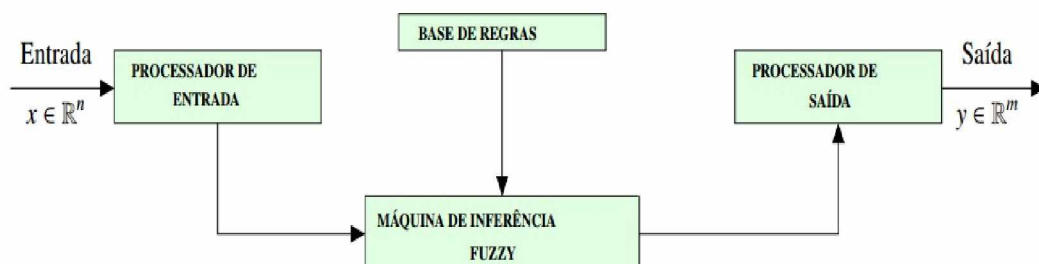 Entrada
x ∈ ℝⁿ
PROCESSADOR DE
ENTRADA
BASE DE REGRAS
MÁQUINA DE INFERÊNCIA
FUZZY
PROCESSADOR DE
SAÍDA
Saída
y ∈ ℝᵐ